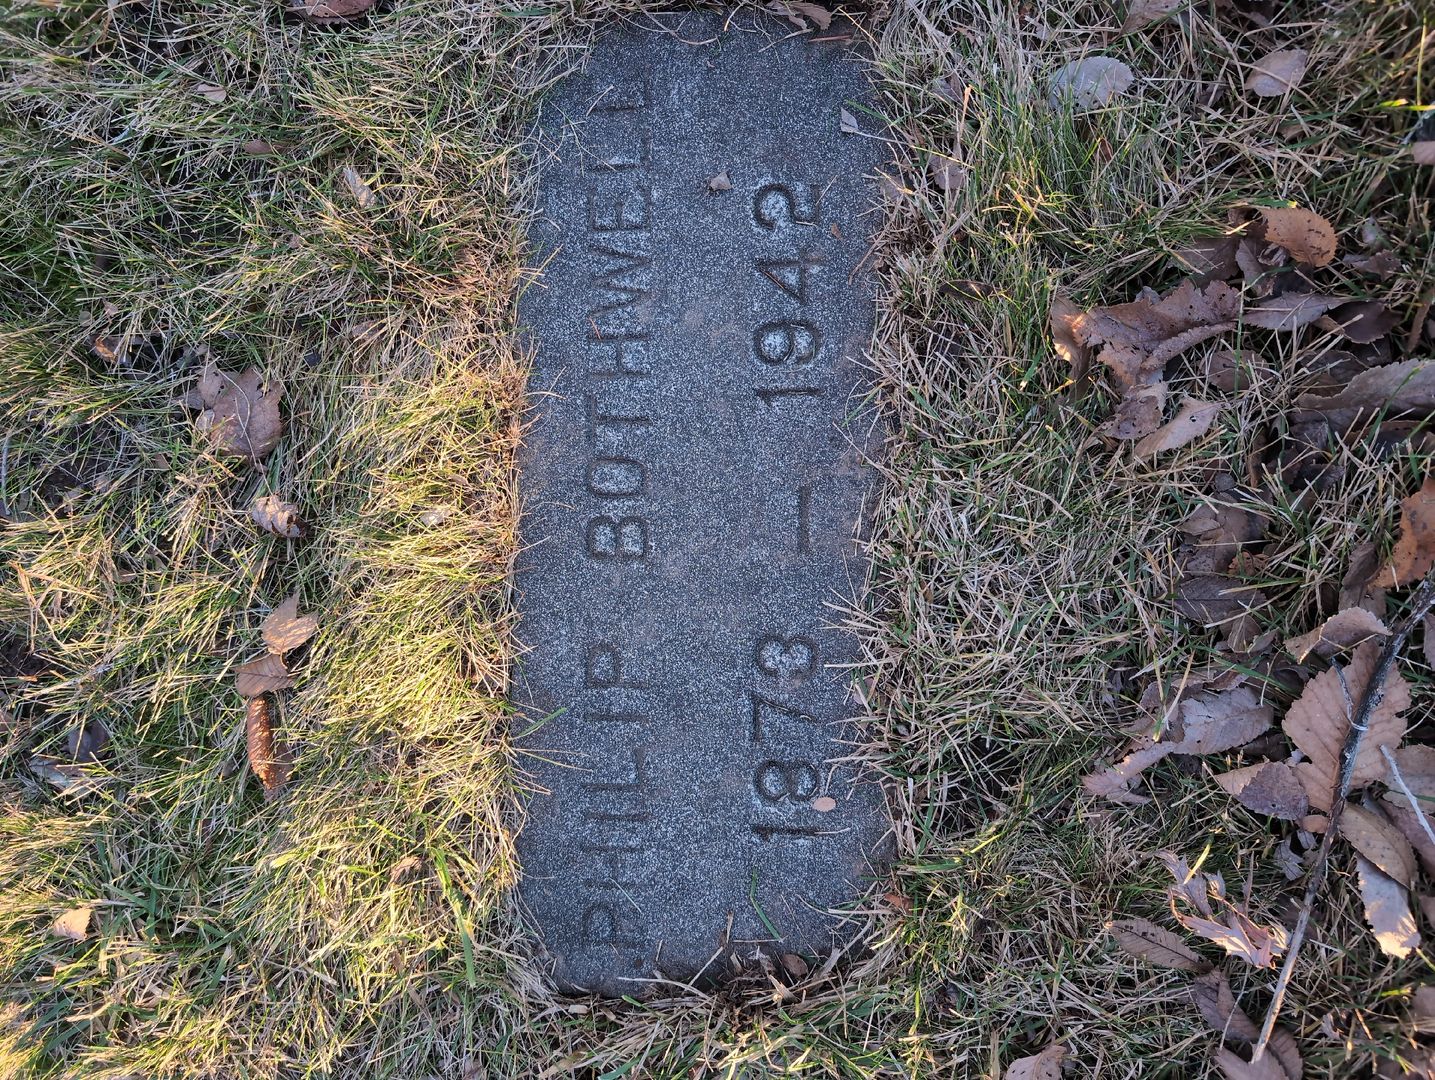 PHILIP BOTHWELL
1873 — 1942